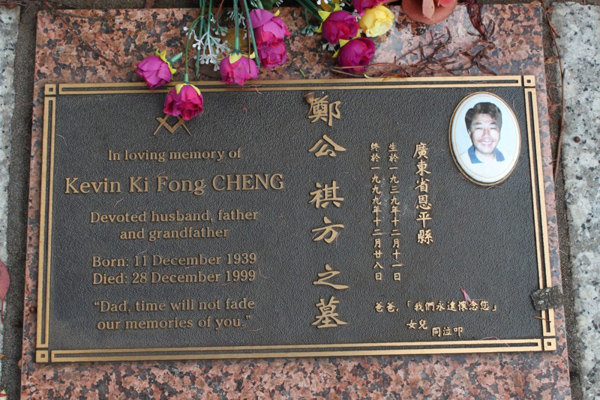 In loving memory of
Kevin Ki Fong CHENG
Devoted husband, father
and grandfather
Born: 11 December 1939
Died: 28 December 1999
“Dad, time will not fade
our memories of you.”
鄭公祺方之墓
廣東省恩平縣
生於一九三九年十二月十一日
終於一九九九年十二月廿八日
爸爸,「我們永遠懷念您」
女兒
同泣叩